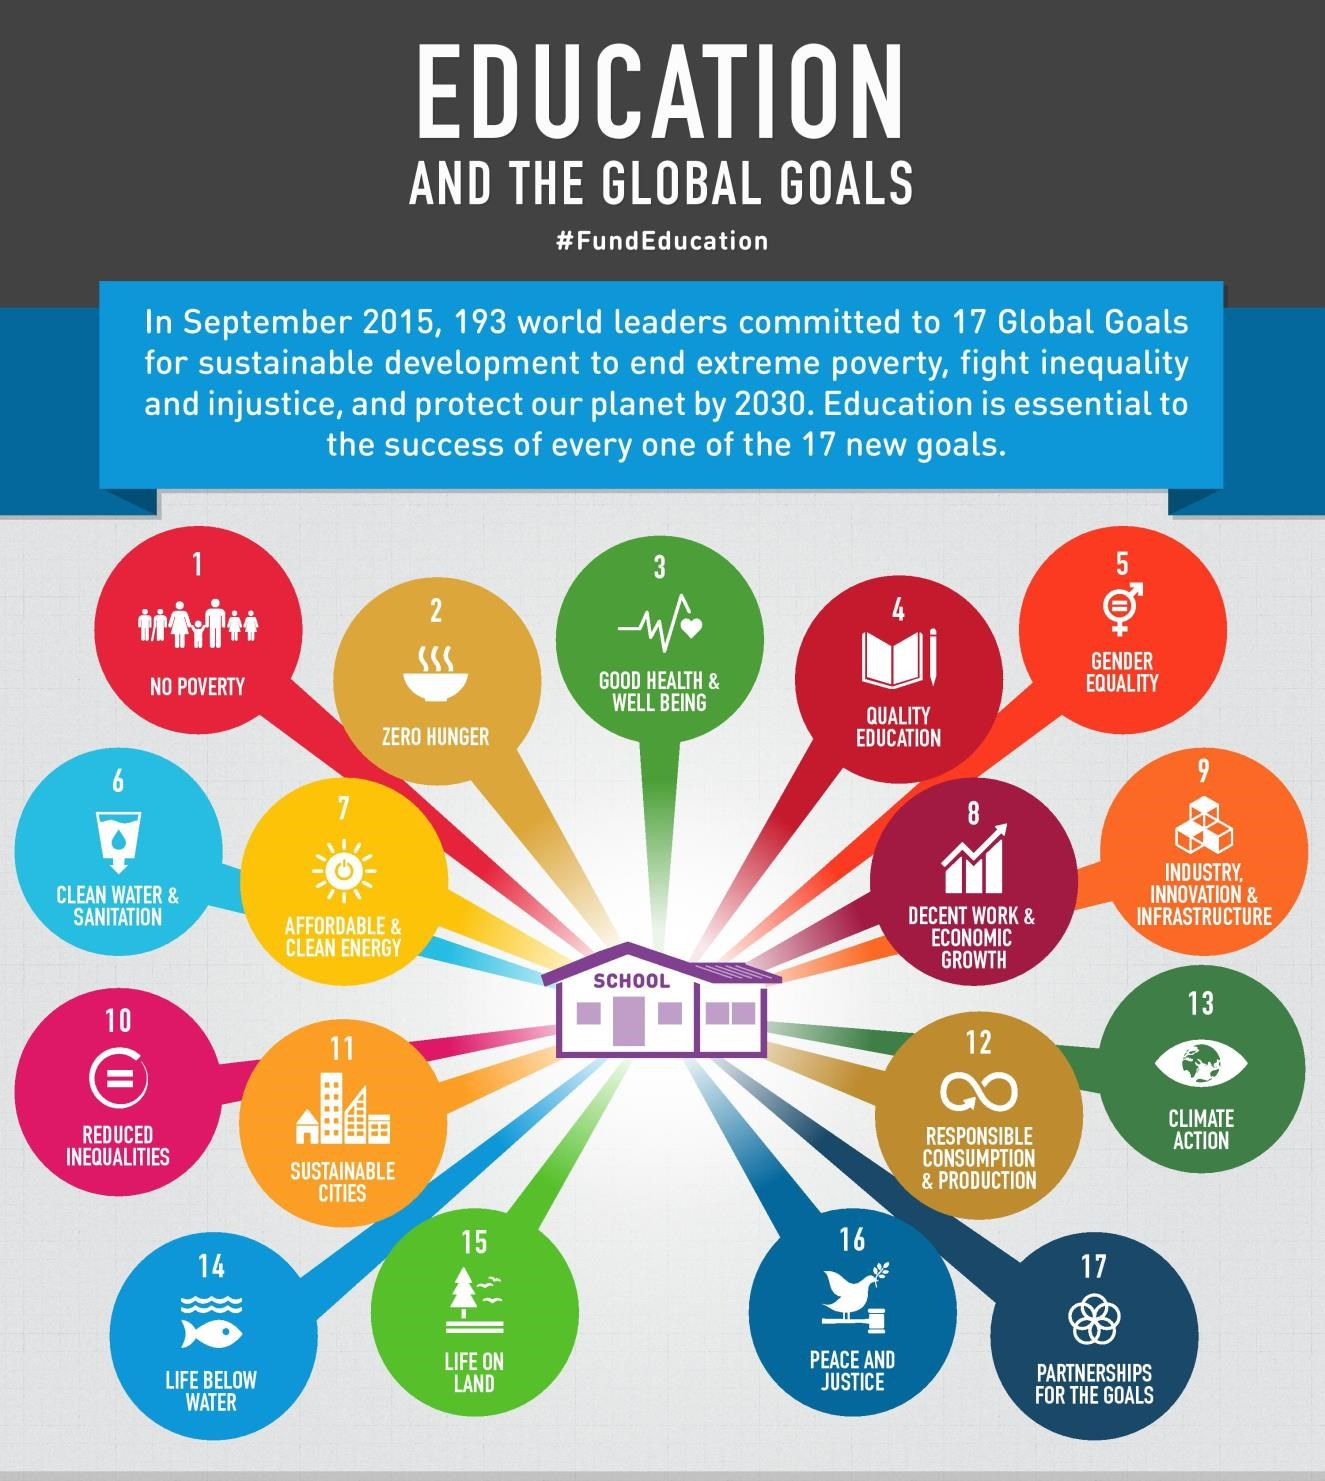 EDUCATION
AND THE GLOBAL GOALS
#FundEducation
In September 2015, 193 world leaders committed to 17 Global Goals
for sustainable development to end extreme poverty, fight inequality
and injustice, and protect our planet by 2030. Education is essential to
the success of every one of the 17 new goals.
1
NO POVERTY
2
ZERO HUNGER
3
GOOD HEALTH &
WELL BEING
4
QUALITY
EDUCATION
5
GENDER
EQUALITY
6
CLEAN WATER &
SANITATION
7
AFFORDABLE &
CLEAN ENERGY
8
DECENT WORK &
ECONOMIC
GROWTH
9
INDUSTRY,
INNOVATION &
INFRASTRUCTURE
SCHOOL
10
REDUCED
INEQUALITIES
11
SUSTAINABLE
CITIES
12
RESPONSIBLE
CONSUMPTION
& PRODUCTION
13
CLIMATE
ACTION
14
LIFE BELOW
WATER
15
LIFE ON
LAND
16
PEACE AND
JUSTICE
17
PARTNERSHIPS
FOR THE GOALS